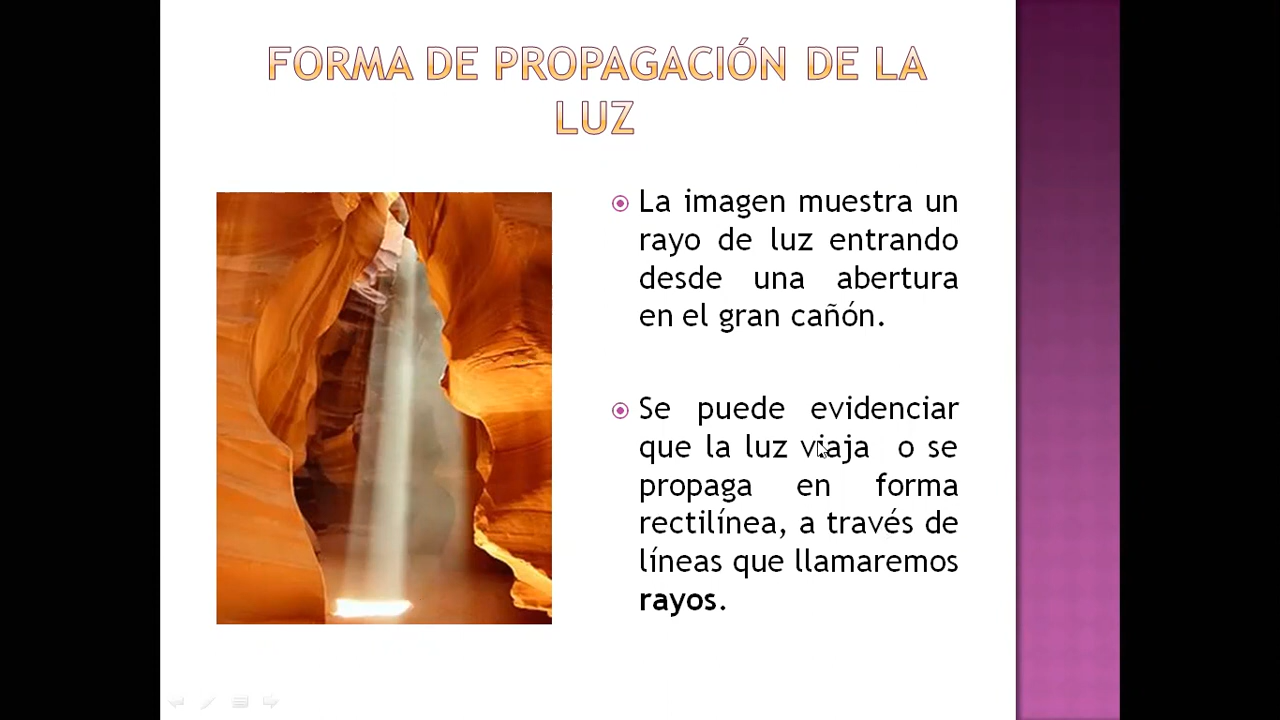 FORMA DE PROPAGACIÓN DE LA
LUZ
La imagen muestra un
rayo de luz entrando
desde una abertura
en el gran cañón.
Se puede evidenciar
que la luz viaja o se
propaga en forma
rectilínea, a través de
líneas que llamaremos
rayos.